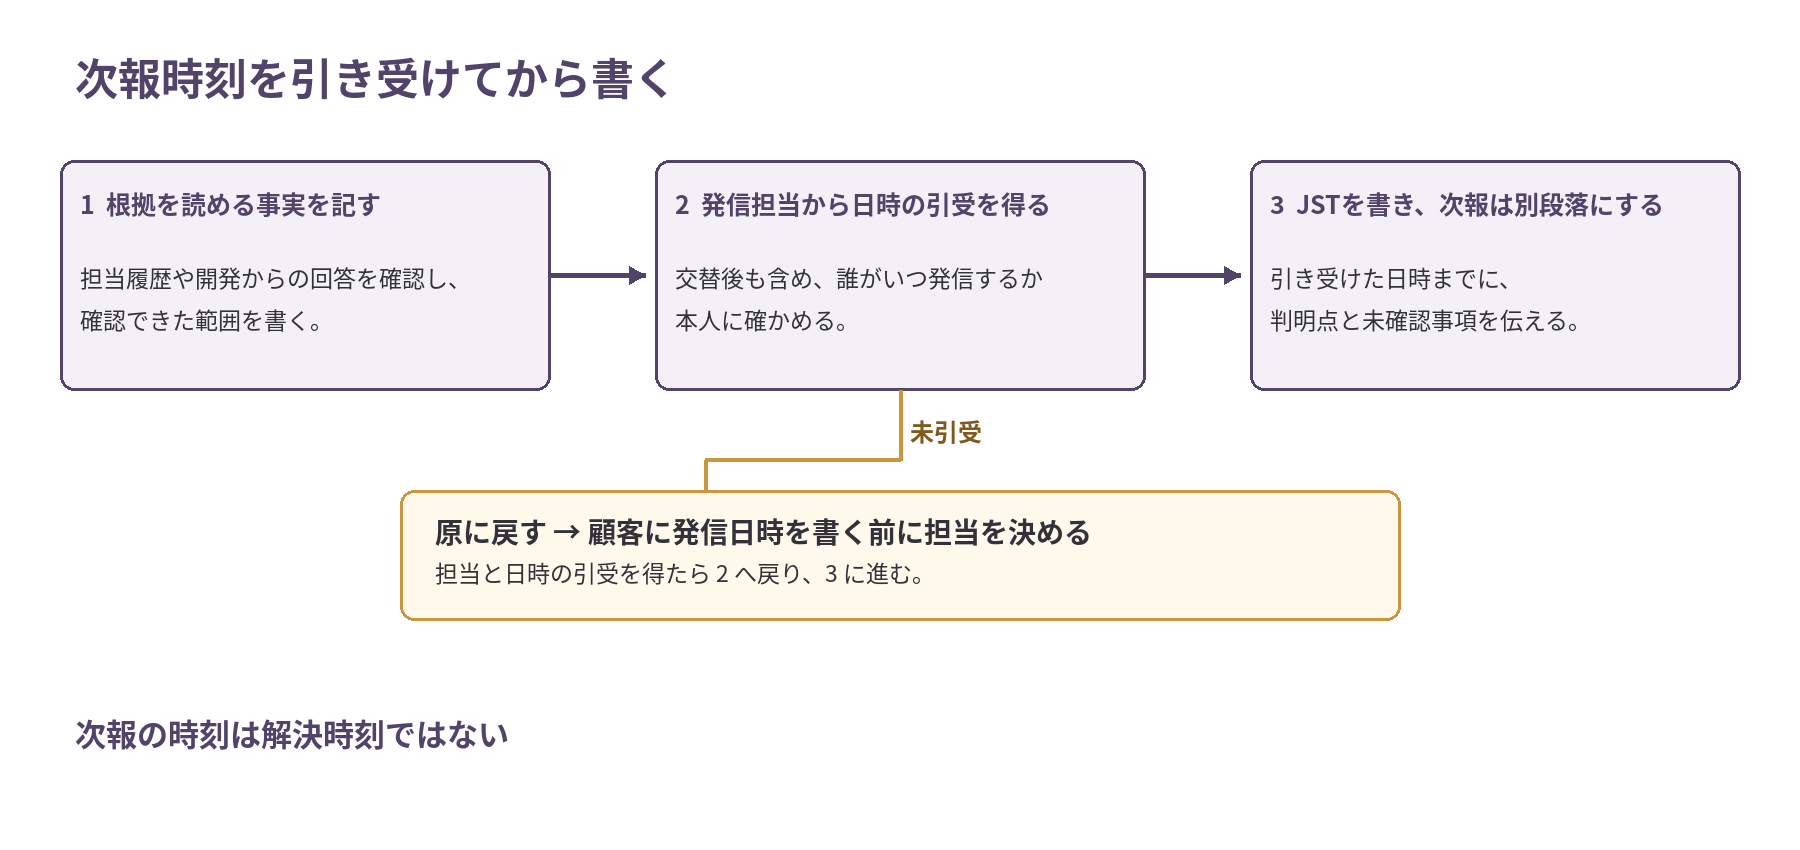 次報時刻を引き受けてから書く
1 根拠を読める事実を記す
担当履歴や開発からの回答を確認し、
確認できた範囲を書く。
2 発信担当から日時の引受を得る
交替後も含め、誰がいつ発信するか
本人に確かめる。
3 JSTを書き、次報は別段落にする
引き受けた日時までに、
判明点と未確認事項を伝える。
未引受
原に戻す → 顧客に発信日時を書く前に担当を決める
担当と日時の引受を得たら 2 へ戻り、3 に進む。
次報の時刻は解決時刻ではない